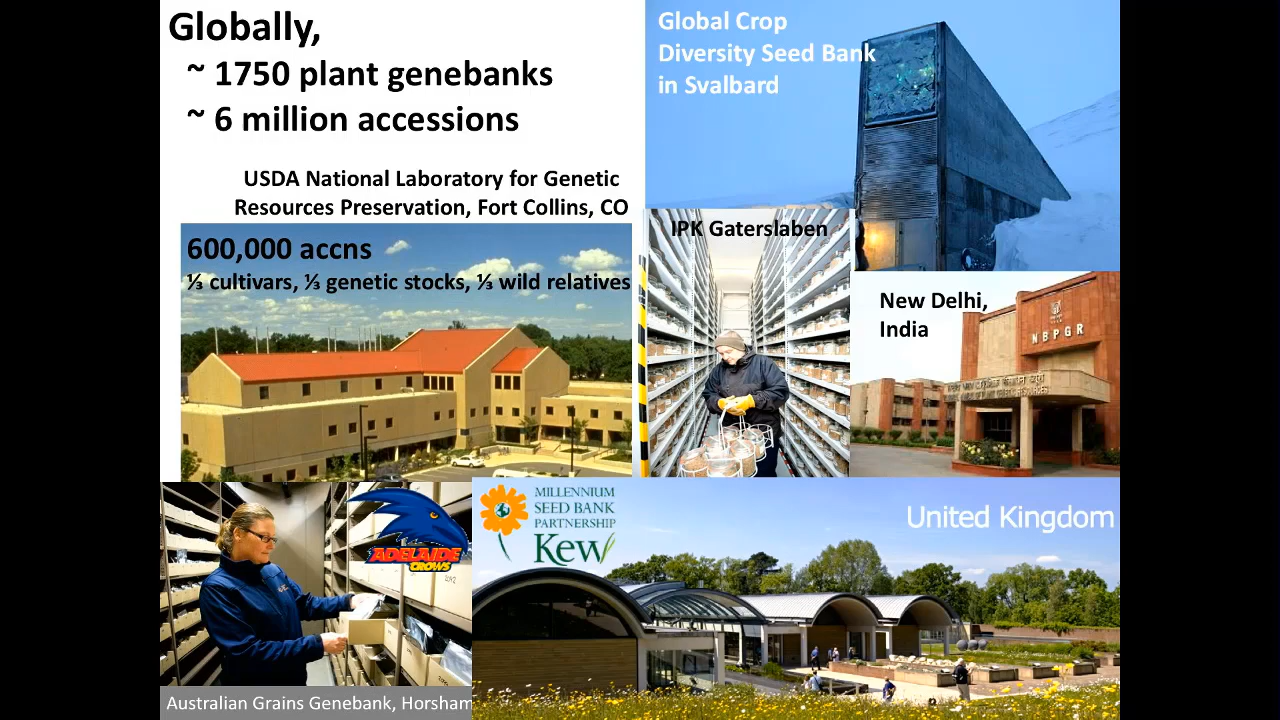 Globally,
~ 1750 plant genebanks
~ 6 million accessions
USDA National Laboratory for Genetic
Resources Preservation, Fort Collins, CO
600,000 accns
⅓ cultivars, ⅓ genetic stocks, ⅓ wild relatives
Global Crop
Diversity Seed Bank
in Svalbard
IPK Gaterslaben
New Delhi,
India
NBPGR
ADELAIDE
CROWS
Australian Grains Genebank, Horsham
MILLENNIUM
SEED BANK
PARTNERSHIP
Kew
United Kingdom